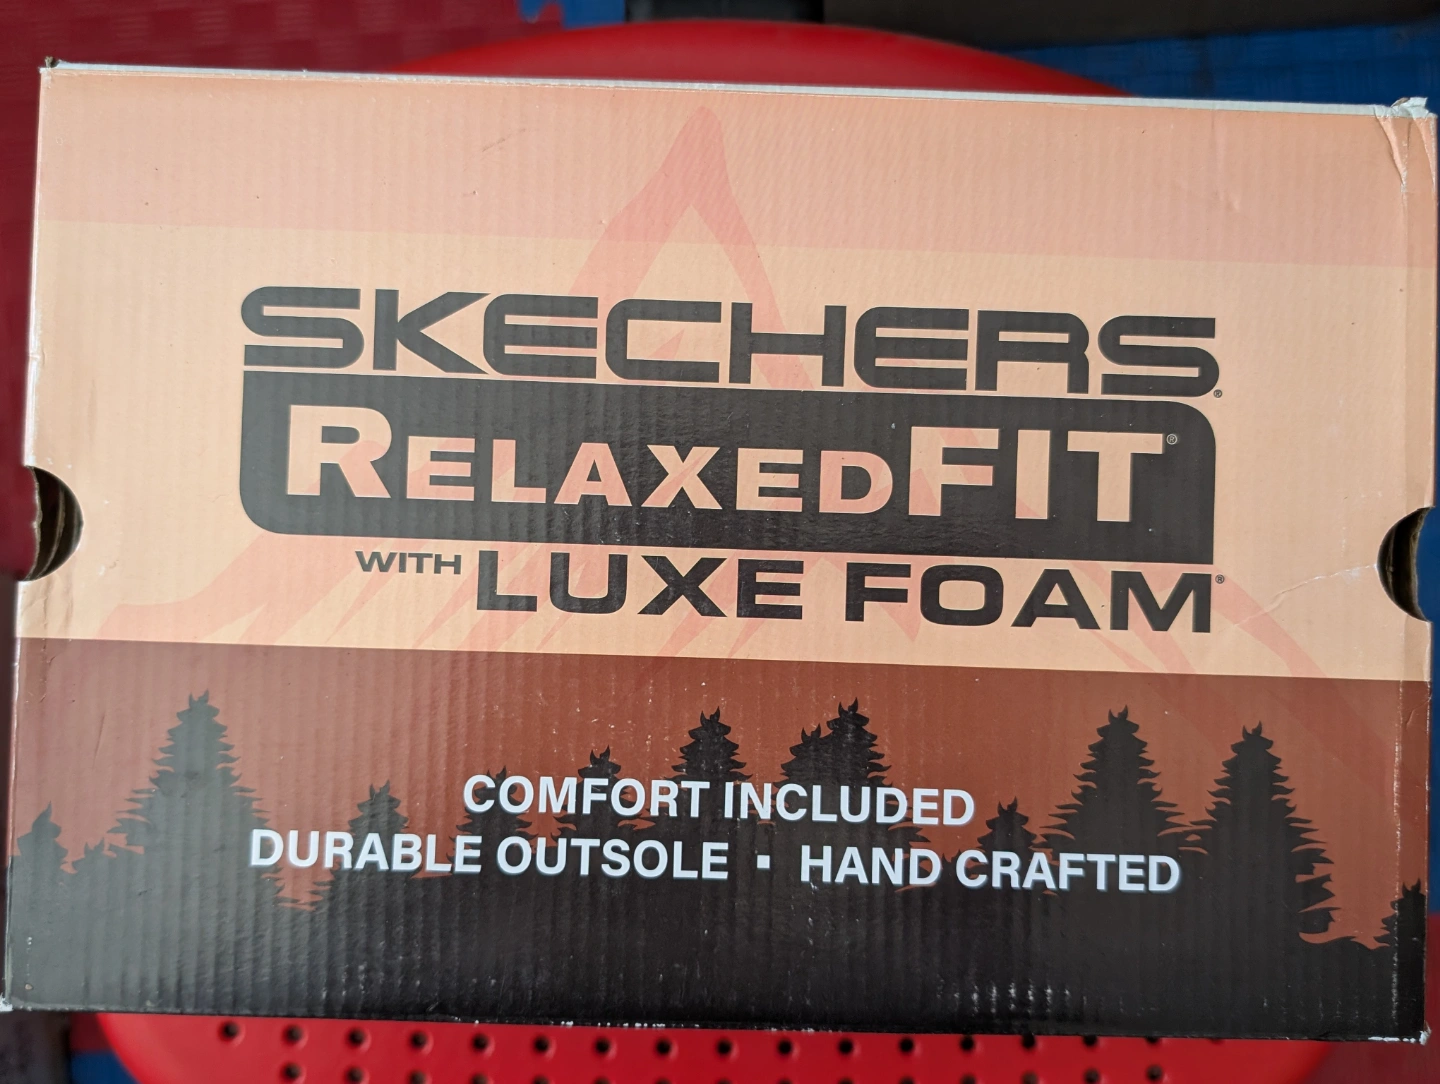 SKECHERS®
RELAXED FIT®
WITH LUXE FOAM®
COMFORT INCLUDED
DURABLE OUTSOLE ▪ HAND CRAFTED